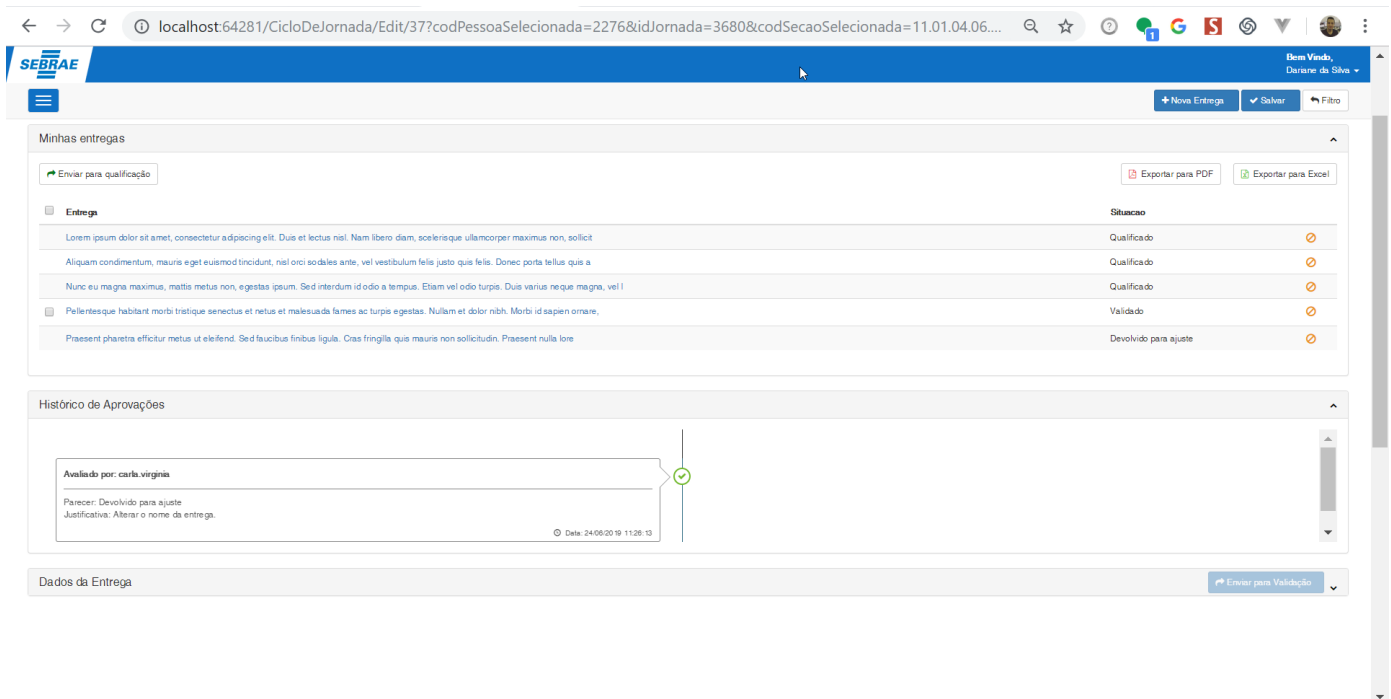 localhost:64281/CicloDeJornada/Edit/37?codPessoaSelecionada=2276&idJornada=3680&codSecaoSelecionada=11.01.04.06....
1
SEBRAE
Bem Vindo,
Dariane da Silva
Nova Entrega
Salvar
Filtro
Minhas entregas
Enviar para qualificação
Exportar para PDF
Exportar para Excel
Entrega Situacao
Lorem ipsum dolor sit amet, consectetur adipiscing elit. Duis et lectus nisl. Nam libero diam, scelerisque ullamcorper maximus non, sollicit Qualificado
Aliquam condimentum, mauris eget euismod tincidunt, nisl orci sodales ante, vel vestibulum felis justo quis felis. Donec porta tellus quis a Qualificado
Nunc eu magna maximus, mattis metus non, egestas ipsum. Sed interdum id odio a tempus. Etiam vel odio turpis. Duis varius neque magna, vel l Qualificado
Pellentesque habitant morbi tristique senectus et netus et malesuada fames ac turpis egestas. Nullam et dolor nibh. Morbi id sapien ornare, Validado
Praesent pharetra efficitur metus ut eleifend. Sed faucibus finibus ligula. Cras fringilla quis mauris non sollicitudin. Praesent nulla lore Devolvido para ajuste
Histórico de Aprovações
Avaliado por: carla.virginia
Parecer: Devolvido para ajuste
Justificativa: Alterar o nome da entrega.
Data: 24/06/2019 11:26:13
Dados da Entrega
Enviar para Validação